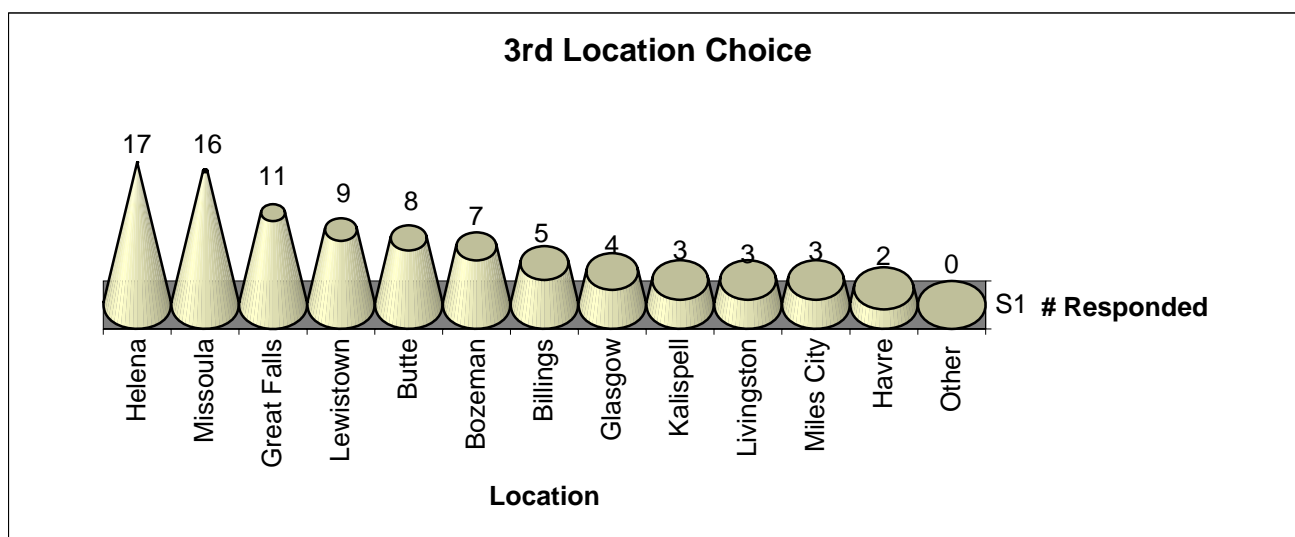 3rd Location Choice
17 16 11 9 8 7 5 4 3 3 3 2 0
S1 # Responded
Helena
Missoula
Great Falls
Lewistown
Butte
Bozeman
Billings
Glasgow
Kalispell
Livingston
Miles City
Havre
Other
Location